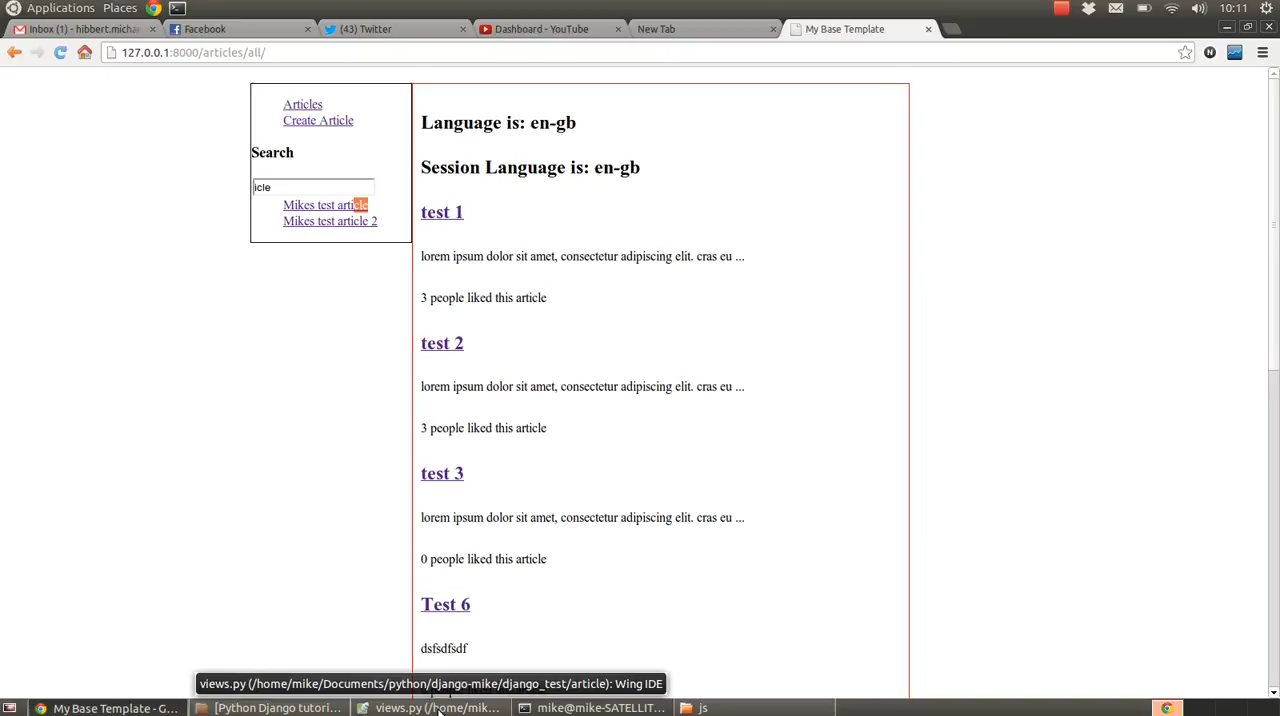 Applications Places 10:11
Inbox (1) - hibbert.micha Facebook (43) Twitter Dashboard - YouTube New Tab My Base Template
127.0.0.1:8000/articles/all/
Articles
Create Article
Search
icle
Mikes test article
Mikes test article 2
Language is: en-gb
Session Language is: en-gb
test 1
lorem ipsum dolor sit amet, consectetur adipiscing elit. cras eu ...
3 people liked this article
test 2
lorem ipsum dolor sit amet, consectetur adipiscing elit. cras eu ...
3 people liked this article
test 3
lorem ipsum dolor sit amet, consectetur adipiscing elit. cras eu ...
0 people liked this article
Test 6
dsfsdfsdf
views.py (/home/mike/Documents/python/django-mike/django_test/article): Wing IDE
My Base Template - G... [Python Django tutori... views.py (/home/mik... mike@mike-SATELLIT... js